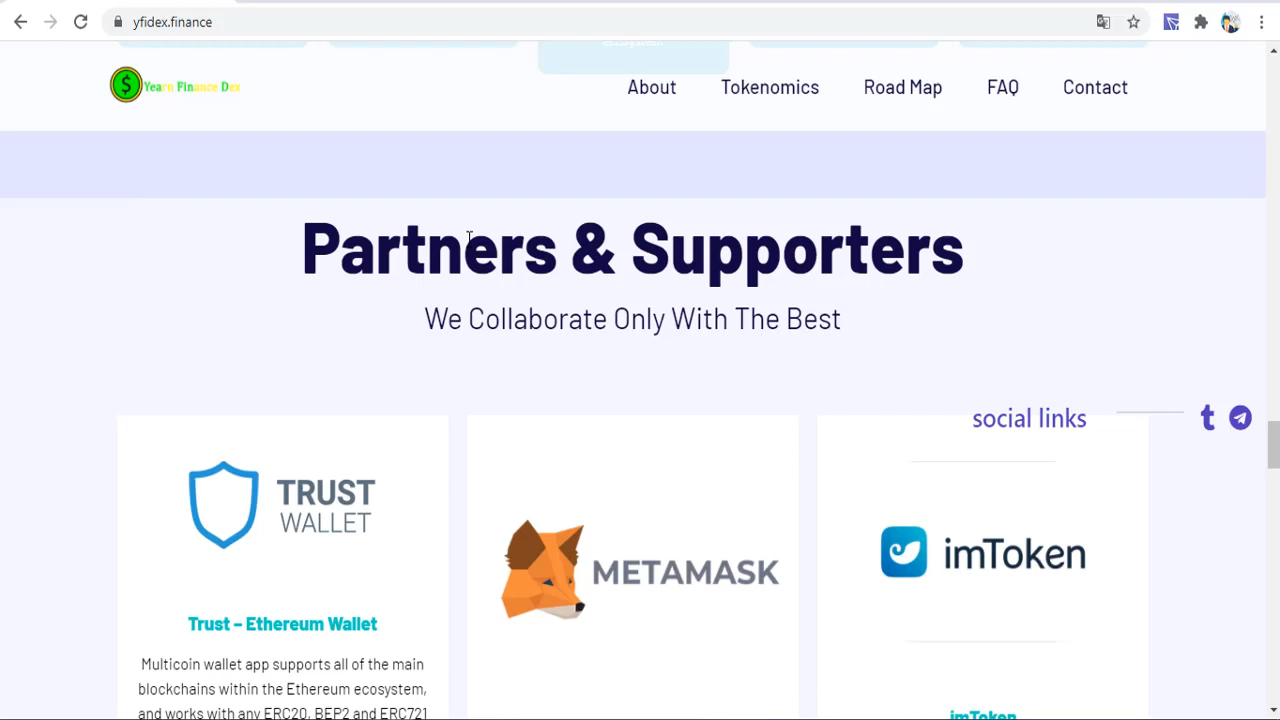 yfidex.finance
Yearn Finance Dex
About
Tokenomics
Road Map
FAQ
Contact
Partners & Supporters
We Collaborate Only With The Best
social links
TRUST
WALLET
METAMASK
imToken
Trust – Ethereum Wallet
Multicoin wallet app supports all of the main
blockchains within the Ethereum ecosystem,
and works with any ERC20, BEP2 and ERC721
imToken